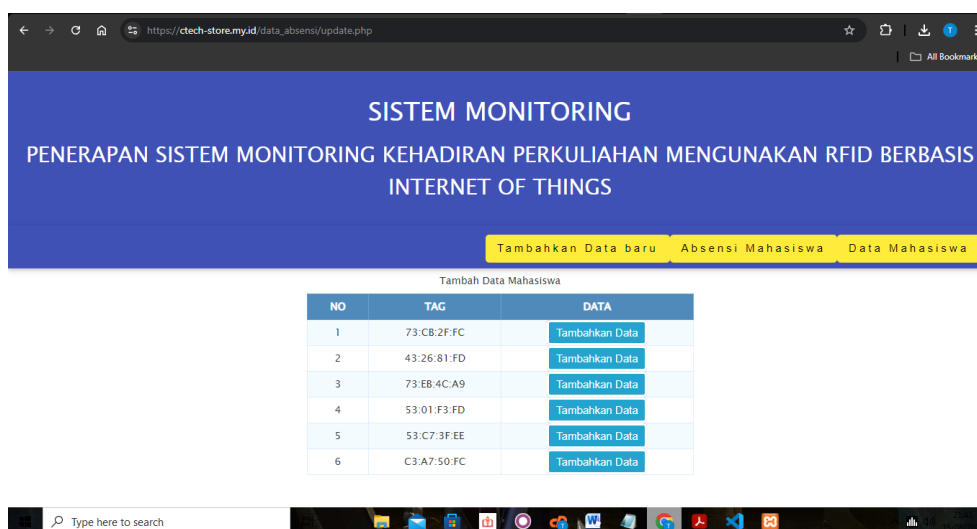 https://ctech-store.my.id/data_absensi/update.php
T
All Bookmark
SISTEM MONITORING
PENERAPAN SISTEM MONITORING KEHADIRAN PERKULIAHAN MENGUNAKAN RFID BERBASIS
INTERNET OF THINGS
Tambahkan Data baru Absensi Mahasiswa Data Mahasiswa
Tambah Data Mahasiswa
NO TAG DATA
1 73:CB:2F:FC Tambahkan Data
2 43:26:81:FD Tambahkan Data
3 73:EB:4C:A9 Tambahkan Data
4 53:01:F3:FD Tambahkan Data
5 53:C7:3F:EE Tambahkan Data
6 C3:A7:50:FC Tambahkan Data
Type here to search